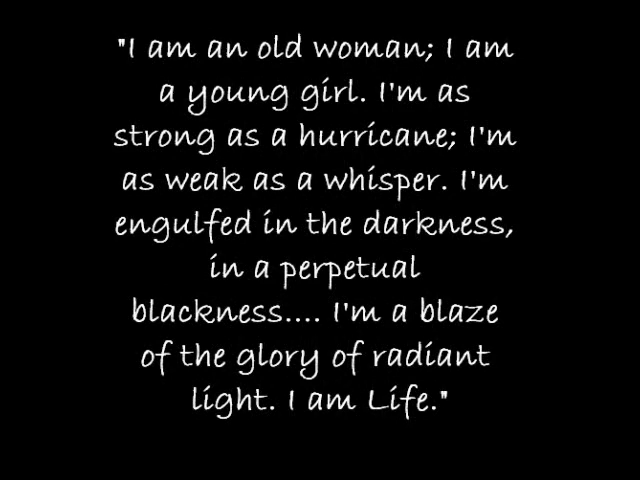 "I am an old woman; I am
a young girl. I'm as
strong as a hurricane; I'm
as weak as a whisper. I'm
engulfed in the darkness,
in a perpetual
blackness.... I'm a blaze
of the glory of radiant
light. I am Life."